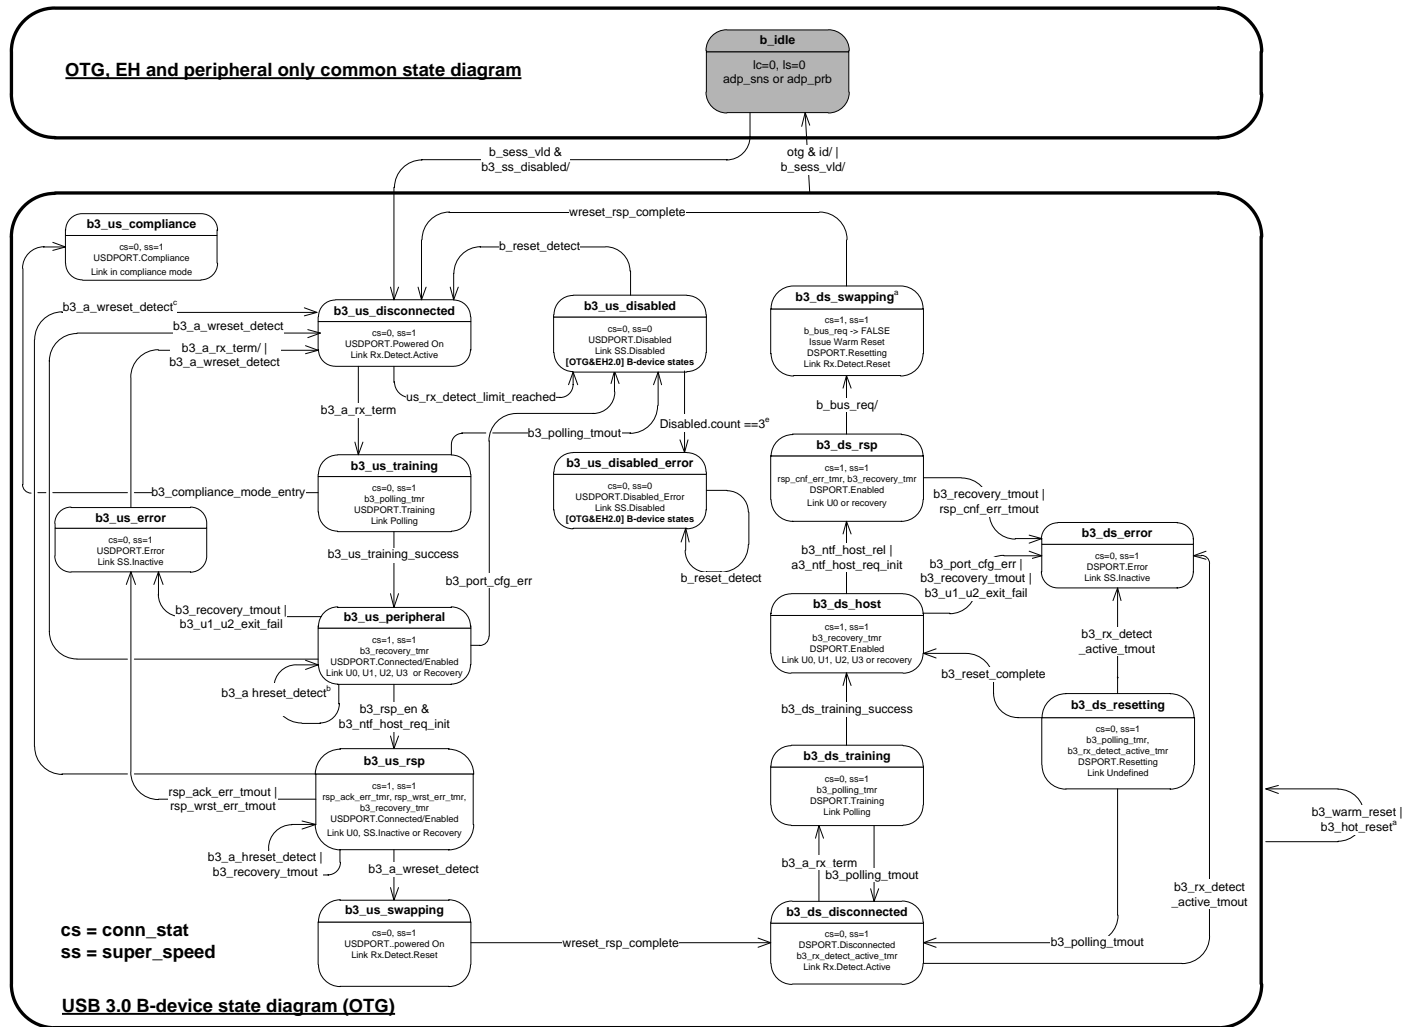 b_idle
lc=0, ls=0
adp_sns or adp_prb
OTG, EH and peripheral only common state diagram
b_sess_vld &
b3_ss_disabled/
otg & id/ |
b_sess_vld/
wreset_rsp_complete
b3_us_compliance
cs=0, ss=1
USDPORT.Compliance
Link in compliance mode
b_reset_detect
b3_a_wreset_detectc
b3_a_wreset_detect
b3_a_rx_term/ |
b3_a_wreset_detect
b3_us_disconnected
cs=0, ss=1
USDPORT.Powered On
Link Rx.Detect.Active
b3_us_disabled
cs=0, ss=0
USDPORT.Disabled
Link SS.Disabled
[OTG&EH2.0] B-device states
b3_ds_swappinga
cs=1, ss=1
b_bus_req -> FALSE
Issue Warm Reset
DSPORT.Resetting
Link Rx.Detect.Reset
us_rx_detect_limit_reached
b3_a_rx_term
b_bus_req/
b3_polling_tmout
Disabled.count ==3e
b3_us_training
cs=0, ss=1
b3_polling_tmr
USDPORT.Training
Link Polling
b3_us_disabled_error
cs=0, ss=0
USDPORT.Disabled_Error
Link SS.Disabled
[OTG&EH2.0] B-device states
b3_ds_rsp
cs=1, ss=1
rsp_cnf_err_tmr, b3_recovery_tmr
DSPORT.Enabled
Link U0 or recovery
b3_compliance_mode_entry
b3_recovery_tmout |
rsp_cnf_err_tmout
b3_us_error
cs=0, ss=1
USDPORT.Error
Link SS.Inactive
b3_ds_error
cs=0, ss=1
DSPORT.Error
Link SS.Inactive
b3_us_training_success
b3_port_cfg_err
b_reset_detect
b3_ntf_host_rel |
a3_ntf_host_req_init
b3_port_cfg_err |
b3_recovery_tmout |
b3_u1_u2_exit_fail
b3_recovery_tmout |
b3_u1_u2_exit_fail
b3_us_peripheral
cs=1, ss=1
b3_recovery_tmr
USDPORT.Connected/Enabled
Link U0, U1, U2, U3 or Recovery
b3_ds_host
cs=1, ss=1
b3_recovery_tmr
DSPORT.Enabled
Link U0, U1, U2, U3 or recovery
b3_rx_detect
_active_tmout
b3_reset_complete
b3_a hreset_detectb
b3_rsp_en &
b3_ntf_host_req_init
b3_ds_training_success
b3_ds_resetting
cs=0, ss=1
b3_polling_tmr,
b3_rx_detect_active_tmr
DSPORT.Resetting
Link Undefined
b3_us_rsp
cs=1, ss=1
rsp_ack_err_tmr, rsp_wrst_err_tmr,
b3_recovery_tmr
USDPORT.Connected/Enabled
Link U0, SS.Inactive or Recovery
b3_ds_training
cs=0, ss=1
b3_polling_tmr
DSPORT.Training
Link Polling
rsp_ack_err_tmout |
rsp_wrst_err_tmout
b3_warm_reset |
b3_hot_reseta
b3_a_hreset_detect |
b3_recovery_tmout
b3_a_wreset_detect
b3_a_rx_term
b3_polling_tmout
b3_rx_detect
_active_tmout
b3_us_swapping
cs=0, ss=1
USDPORT..powered On
Link Rx.Detect.Reset
b3_ds_disconnected
cs=0, ss=1
DSPORT.Disconnected
b3_rx_detect_active_tmr
Link Rx.Detect.Active
wreset_rsp_complete
b3_polling_tmout
cs = conn_stat
ss = super_speed
USB 3.0 B-device state diagram (OTG)